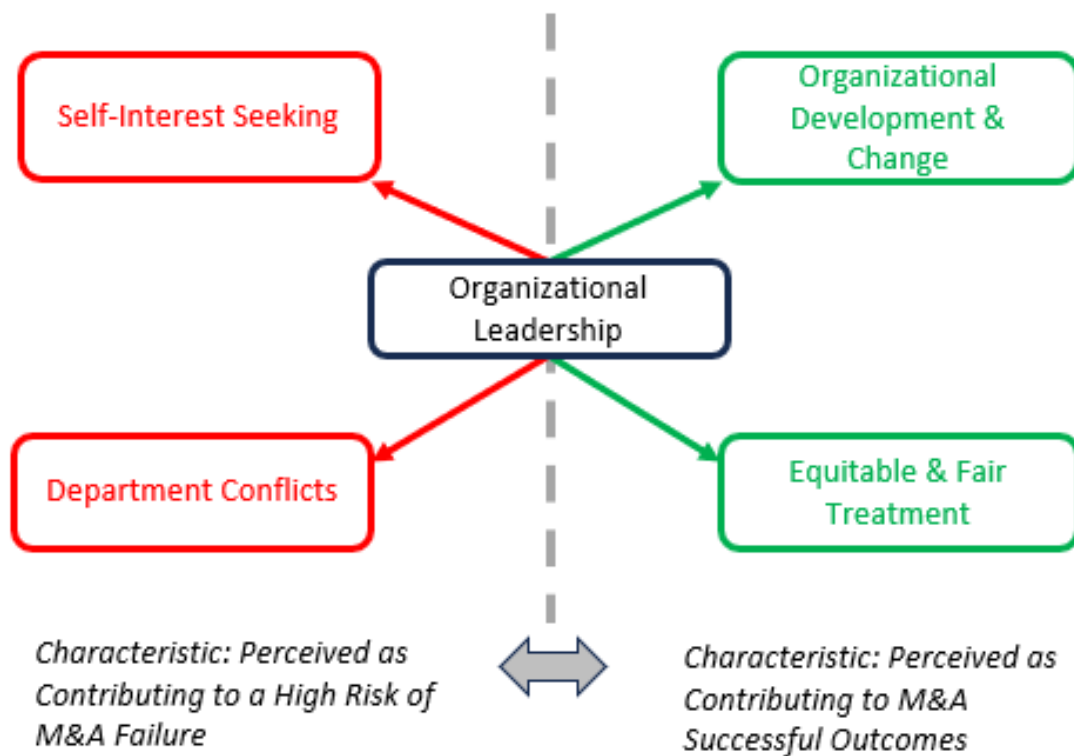 Self-Interest Seeking
Organizational
Development &
Change
Organizational
Leadership
Department Conflicts
Equitable & Fair
Treatment
Characteristic: Perceived as
Contributing to a High Risk of
M&A Failure
Characteristic: Perceived as
Contributing to M&A
Successful Outcomes